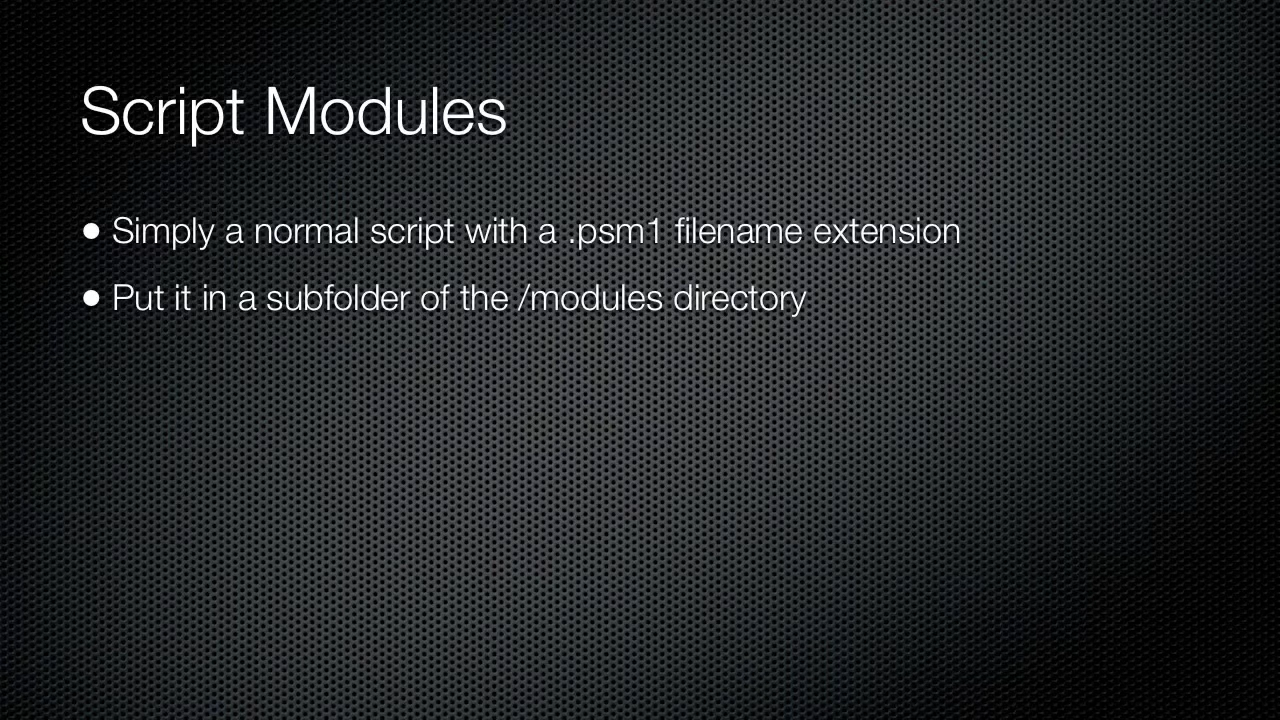 Script Modules
● Simply a normal script with a .psm1 filename extension
● Put it in a subfolder of the /modules directory